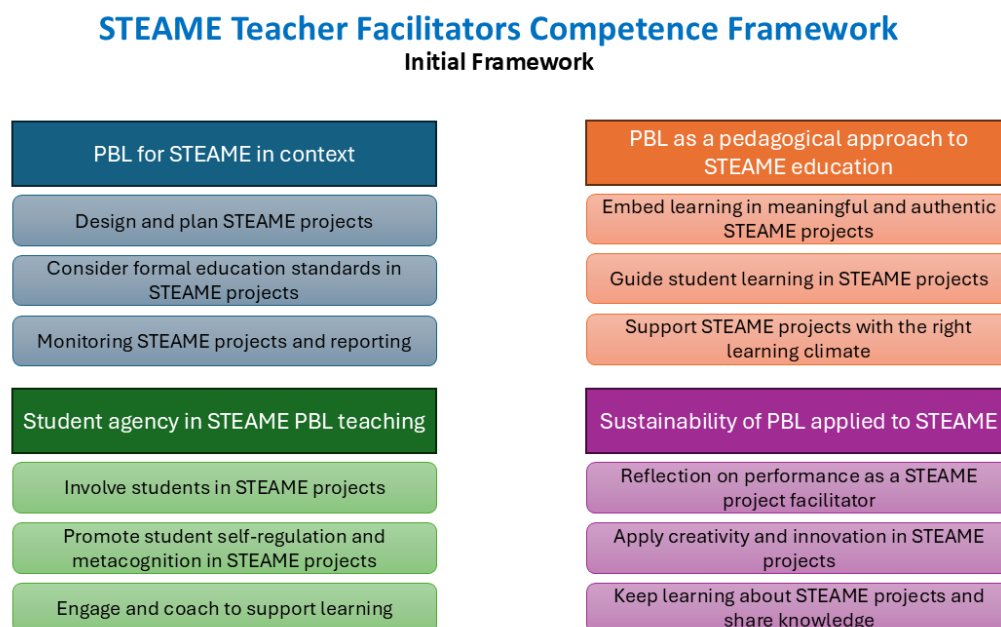 STEAME Teacher Facilitators Competence Framework
Initial Framework
PBL for STEAME in context
Design and plan STEAME projects
Consider formal education standards in
STEAME projects
Monitoring STEAME projects and reporting
PBL as a pedagogical approach to
STEAME education
Embed learning in meaningful and authentic
STEAME projects
Guide student learning in STEAME projects
Support STEAME projects with the right
learning climate
Student agency in STEAME PBL teaching
Involve students in STEAME projects
Promote student self-regulation and
metacognition in STEAME projects
Engage and coach to support learning
Sustainability of PBL applied to STEAME
Reflection on performance as a STEAME
project facilitator
Apply creativity and innovation in STEAME
projects
Keep learning about STEAME projects and
share knowledge